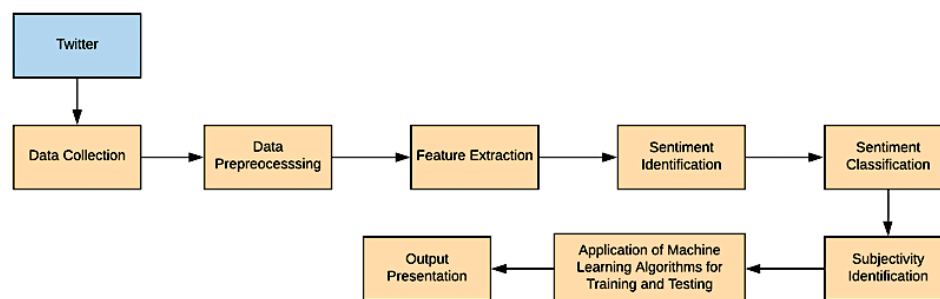 Twitter
Data Collection
Data
Prepreocesssing
Feature Extraction
Sentiment
Identification
Sentiment
Classification
Subjectivity
Identification
Application of Machine
Learning Algorithms for
Training and Testing
Output
Presentation